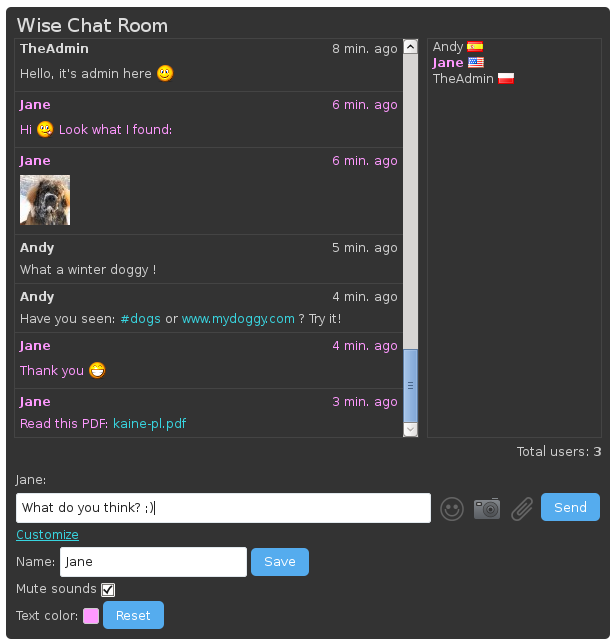 Wise Chat Room
TheAdmin 8 min. ago
Hello, it's admin here
Jane 6 min. ago
Hi Look what I found:
Jane 6 min. ago
Andy 5 min. ago
What a winter doggy !
Andy 4 min. ago
Have you seen: #dogs or www.mydoggy.com ? Try it!
Jane 4 min. ago
Thank you
Jane 3 min. ago
Read this PDF: kaine-pl.pdf
Andy
Jane
TheAdmin
Total users: 3
Jane:
What do you think? ;)
Send
Customize
Name: Jane Save
Mute sounds
Text color: Reset